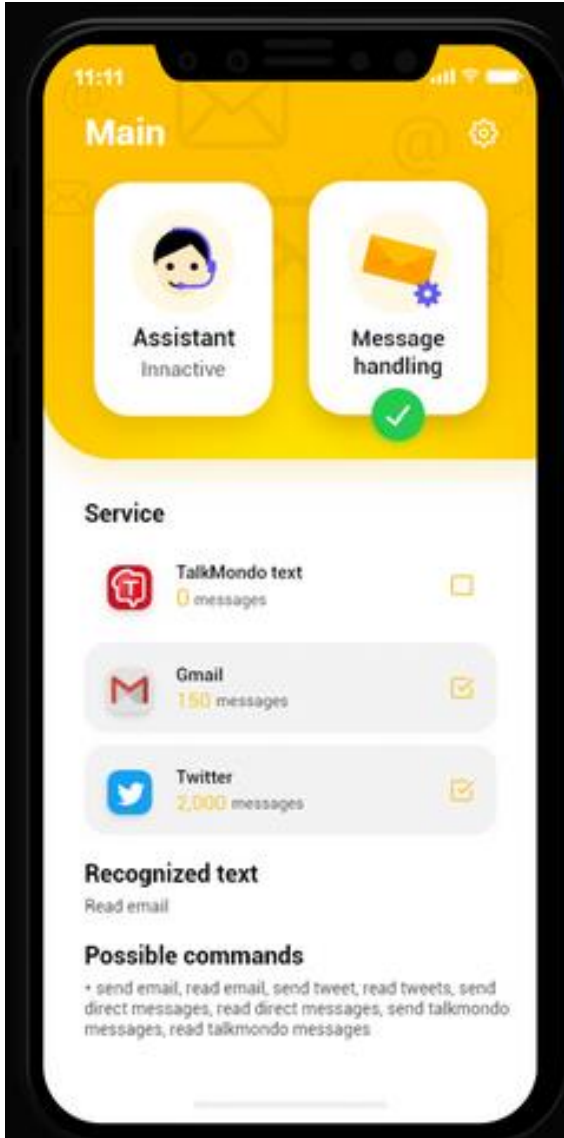 11:11
Main
Assistant
Innactive
Message
handling
Service
TalkMondo text
0 messages
Gmail
150 messages
Twitter
2,000 messages
Recognized text
Read email
Possible commands
• send email, read email, send tweet, read tweets, send
direct messages, read direct messages, send talkmondo
messages, read talkmondo messages